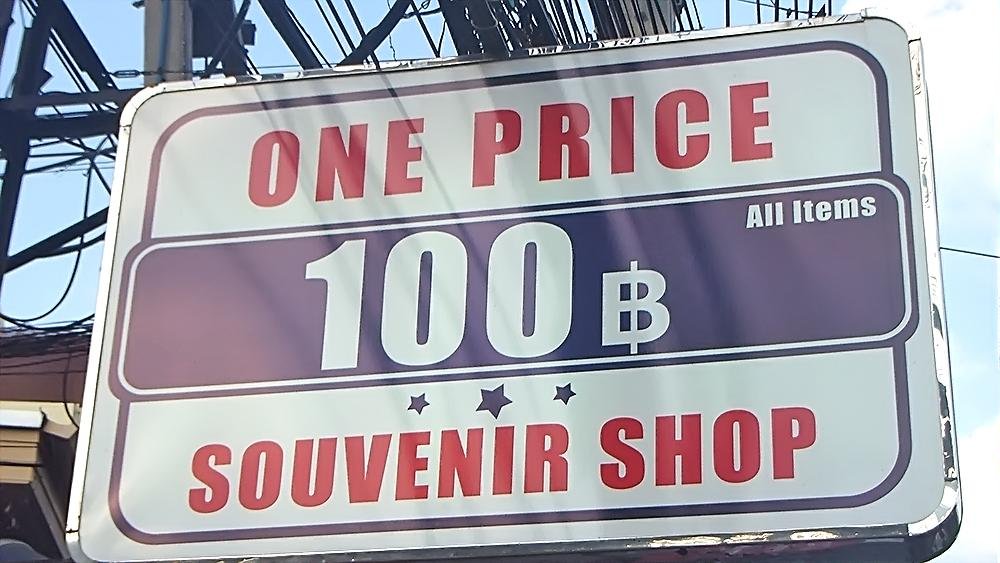 ONE PRICE
All Items
100 ฿
SOUVENIR SHOP